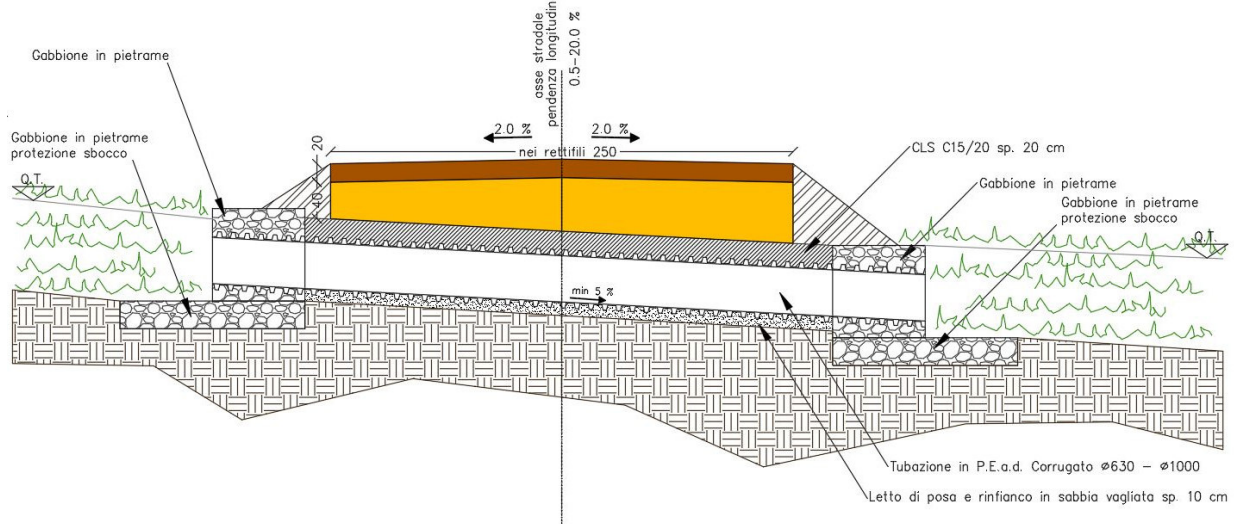 asse stradale
pendenza longitudin
0.5-20.0 %
Gabbione in pietrame
Gabbione in pietrame
protezione sbocco
2.0 %
2.0 %
nei rettifili 250
20
40
CLS C15/20 sp. 20 cm
Gabbione in pietrame
Gabbione in pietrame
protezione sbocco
Q.T.
Q.T.
min 5 %
Tubazione in P.E.a.d. Corrugato ø630 - ø1000
Letto di posa e rinfianco in sabbia vagliata sp. 10 cm